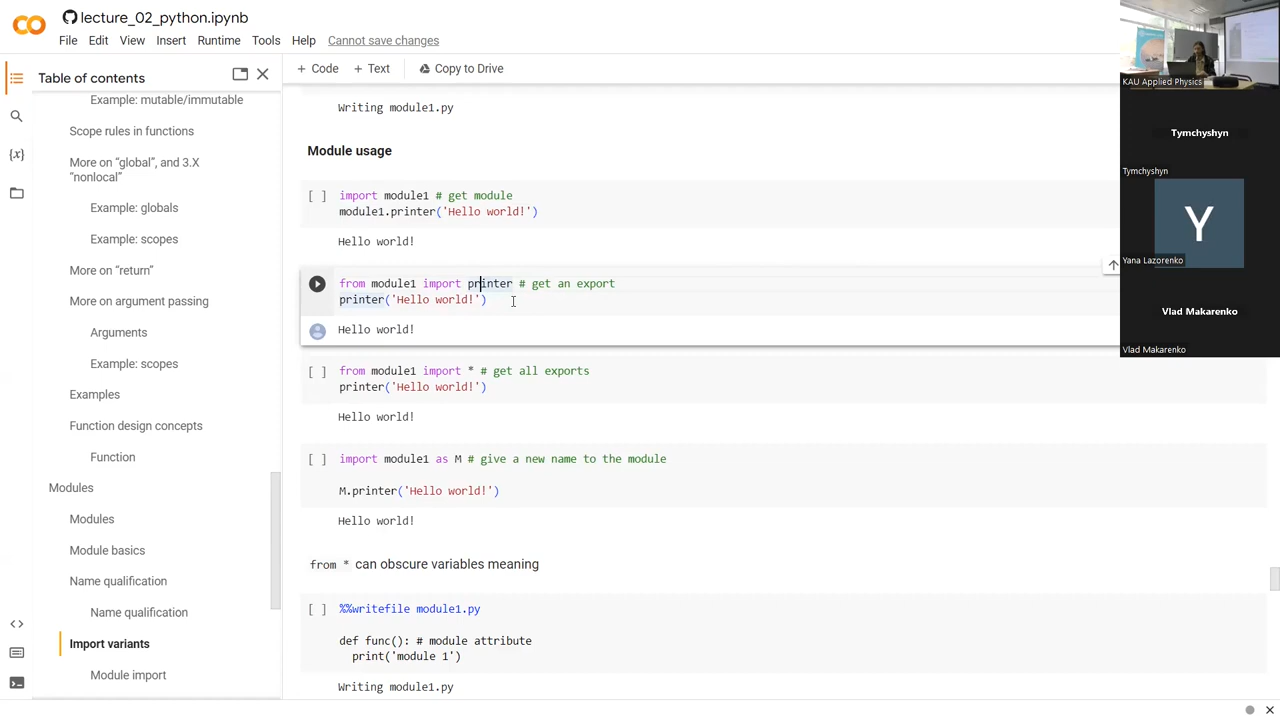 lecture_02_python.ipynb
File Edit View Insert Runtime Tools Help Cannot save changes
Table of contents
Example: mutable/immutable
Scope rules in functions
More on “global”, and 3.X
“nonlocal”
Example: globals
Example: scopes
More on “return”
More on argument passing
Arguments
Example: scopes
Examples
Function design concepts
Function
Modules
Modules
Module basics
Name qualification
Name qualification
Import variants
Module import
+ Code + Text Copy to Drive
Writing module1.py
Module usage
[ ] import module1 # get module
module1.printer('Hello world!')
Hello world!
from module1 import printer # get an export
printer('Hello world!')
Hello world!
[ ] from module1 import * # get all exports
printer('Hello world!')
Hello world!
[ ] import module1 as M # give a new name to the module
M.printer('Hello world!')
Hello world!
from * can obscure variables meaning
[ ] %%writefile module1.py
def func(): # module attribute
print('module 1')
Writing module1.py
KAU Applied Physics
Tymchyshyn
Tymchyshyn
Y
Yana Lazorenko
Vlad Makarenko
Vlad Makarenko